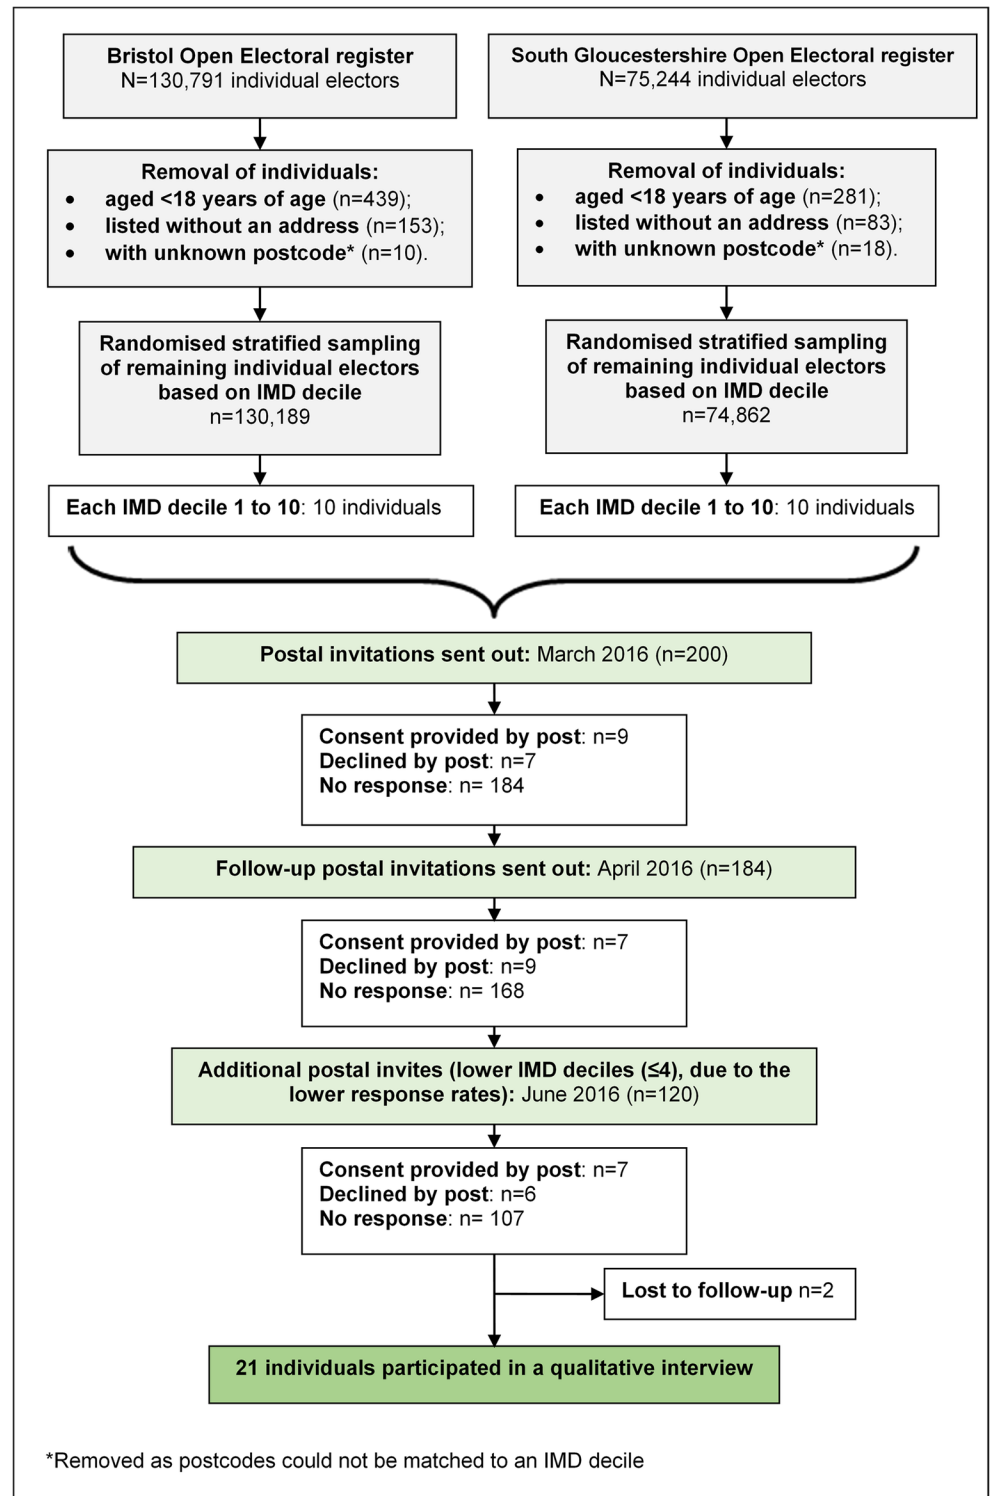 Bristol Open Electoral register
N=130,791 individual electors
South Gloucestershire Open Electoral register
N=75,244 individual electors
Removal of individuals:
• aged <18 years of age (n=439);
• listed without an address (n=153);
• with unknown postcode* (n=10).
Removal of individuals:
• aged <18 years of age (n=281);
• listed without an address (n=83);
• with unknown postcode* (n=18).
Randomised stratified sampling
of remaining individual electors
based on IMD decile
n=130,189
Randomised stratified sampling
of remaining individual electors
based on IMD decile
n=74,862
Each IMD decile 1 to 10: 10 individuals
Each IMD decile 1 to 10: 10 individuals
Postal invitations sent out: March 2016 (n=200)
Consent provided by post: n=9
Declined by post: n=7
No response: n= 184
Follow-up postal invitations sent out: April 2016 (n=184)
Consent provided by post: n=7
Declined by post: n=9
No response: n= 168
Additional postal invites (lower IMD deciles (≤4), due to the
lower response rates): June 2016 (n=120)
Consent provided by post: n=7
Declined by post: n=6
No response: n= 107
Lost to follow-up n=2
21 individuals participated in a qualitative interview
*Removed as postcodes could not be matched to an IMD decile